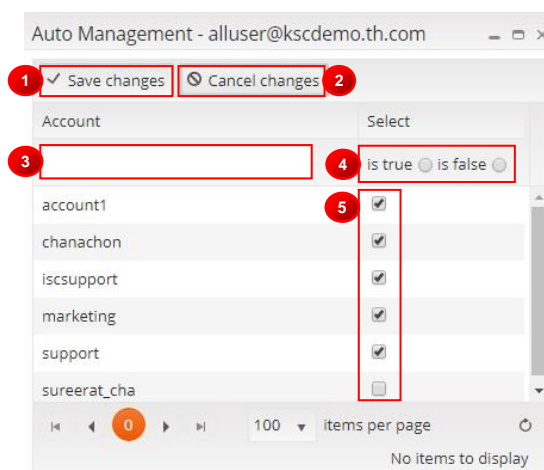 Auto Management - alluser@kscdemo.th.com
1 Save changes Cancel changes 2
Account Select
3 4 is true is false
account1 5
chanachon
iscsupport
marketing
support
sureerat_cha
0 100 items per page
No items to display